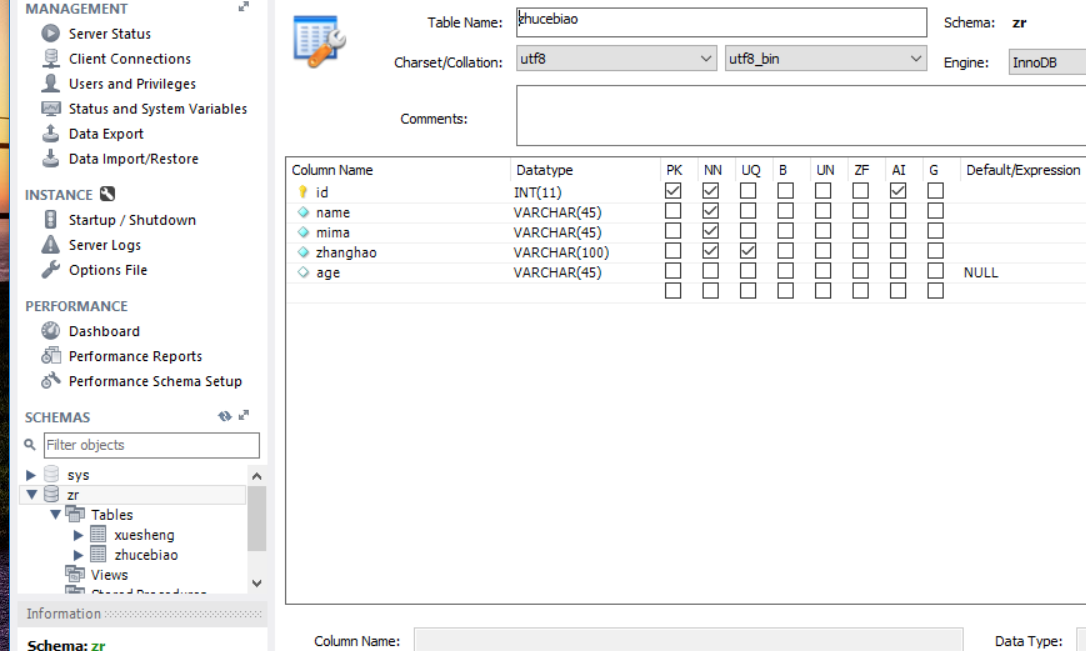 MANAGEMENT
Server Status
Client Connections
Users and Privileges
Status and System Variables
Data Export
Data Import/Restore
INSTANCE
Startup / Shutdown
Server Logs
Options File
PERFORMANCE
Dashboard
Performance Reports
Performance Schema Setup
SCHEMAS
Filter objects
sys
zr
Tables
xuesheng
zhucebiao
Views
Stored Procedures
Information
Schema: zr
Table Name: zhucebiao Schema: zr
Charset/Collation: utf8 utf8_bin Engine: InnoDB
Comments:
Column Name Datatype PK NN UQ B UN ZF AI G Default/Expression
id INT(11)
name VARCHAR(45)
mima VARCHAR(45)
zhanghao VARCHAR(100)
age VARCHAR(45) NULL
Column Name: Data Type: